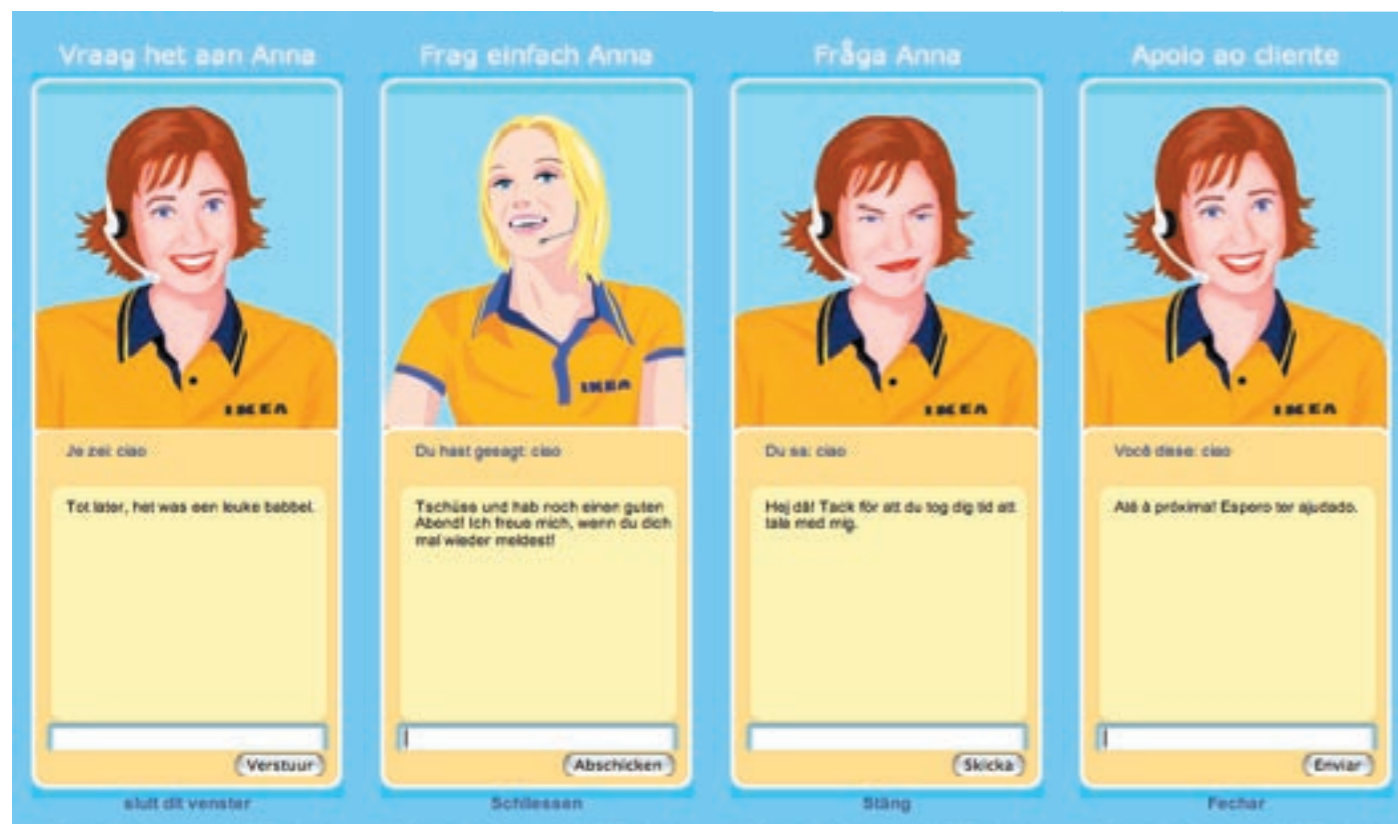 Vraag het aan Anna
IKEA
Je zei: ciao
Tot later, het was een leuke babbel.
Verstuur
sluit dit venster
Frag einfach Anna
IKEA
Du hast gesagt: ciao
Tschüss und hab noch einen guten
Abend! Ich freue mich, wenn du dich
mal wieder meldest!
Abschicken
Schliessen
Fråga Anna
IKEA
Du sa: ciao
Hej då! Tack för att du tog dig tid att
tala med mig.
Skicka
Stäng
Apoio ao cliente
IKEA
Você disse: ciao
Até à próxima! Espero ter ajudado.
Enviar
Fechar